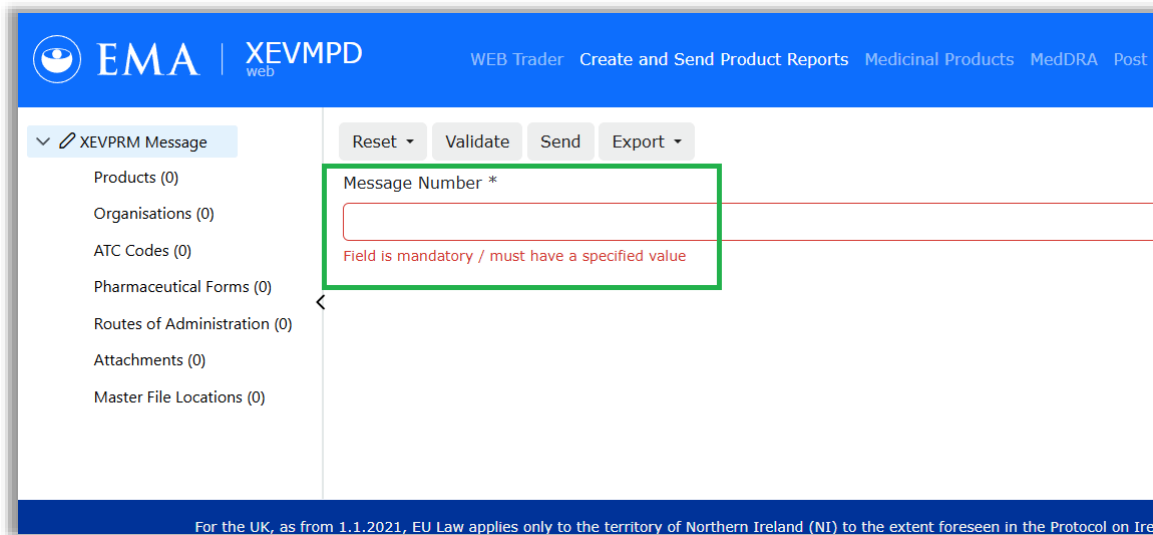 EMA | XEVMPD
web
WEB Trader Create and Send Product Reports Medicinal Products MedDRA Post
XEVPRM Message
Products (0)
Organisations (0)
ATC Codes (0)
Pharmaceutical Forms (0)
Routes of Administration (0)
Attachments (0)
Master File Locations (0)
Reset Validate Send Export
Message Number *
Field is mandatory / must have a specified value
For the UK, as from 1.1.2021, EU Law applies only to the territory of Northern Ireland (NI) to the extent foreseen in the Protocol on Ire